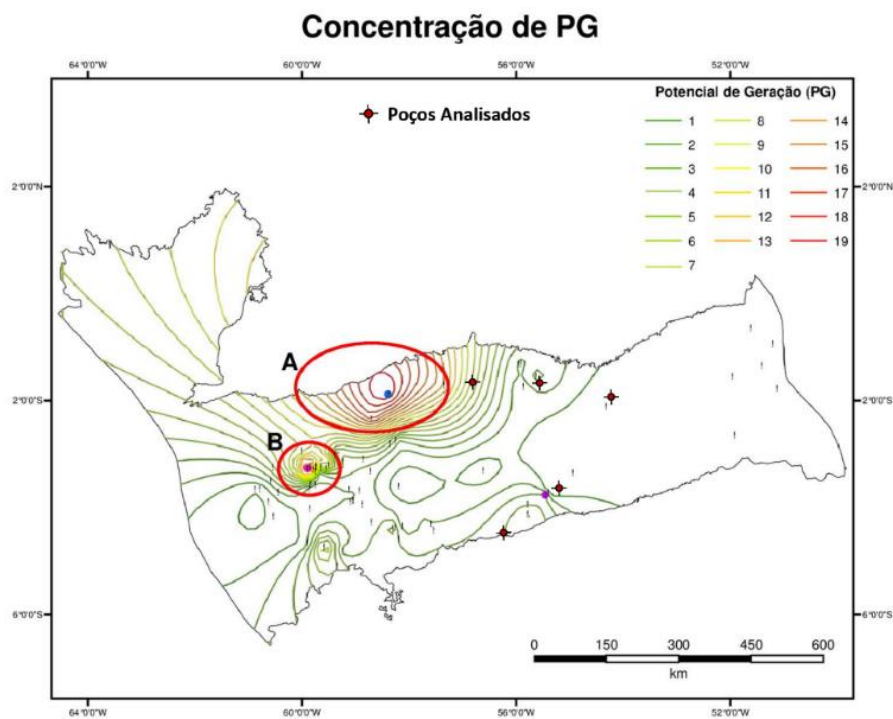 Concentração de PG
64°0'0"W 60°0'0"W 56°0'0"W 52°0'0"W
Potencial de Geração (PG)
Poços Analisados
1 8 14
2 9 15
3 10 16
4 11 17
5 12 18
6 13 19
7
2°0'0"N 2°0'0"N
A
2°0'0"S 2°0'0"S
B
6°0'0"S 6°0'0"S
0 150 300 450 600
km
64°0'0"W 60°0'0"W 56°0'0"W 52°0'0"W